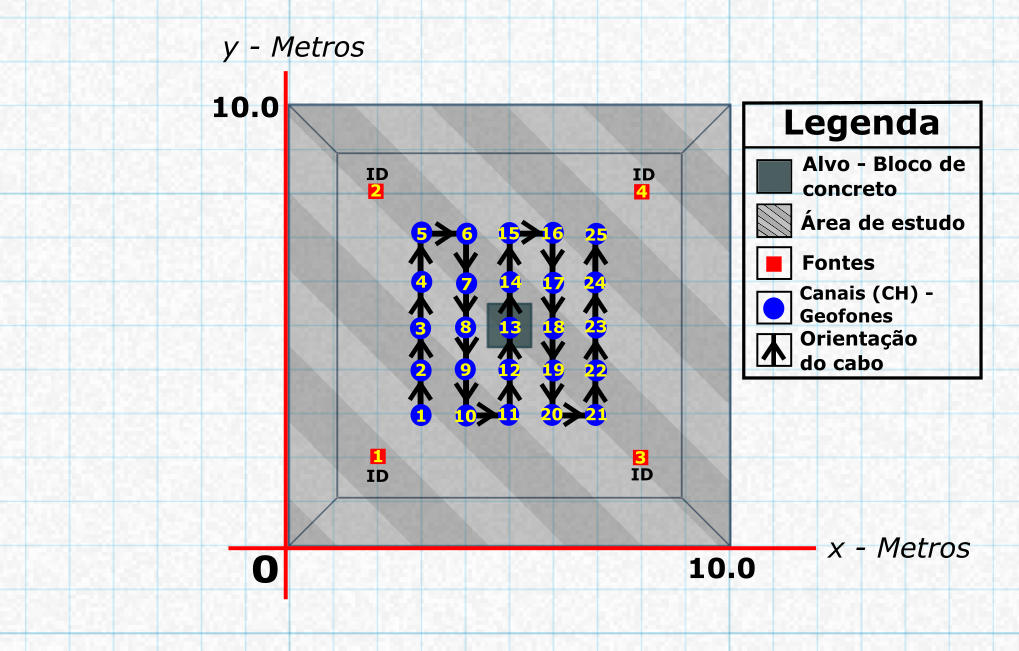 y - Metros
10.0
ID
2
ID
4
5 6 15 16 25
4 7 14 17 24
3 8 13 18 23
2 9 12 19 22
1 10 11 20 21
1
ID
3
ID
0
10.0
x - Metros
Legenda
Alvo - Bloco de
concreto
Área de estudo
Fontes
Canais (CH) -
Geofones
Orientação
do cabo